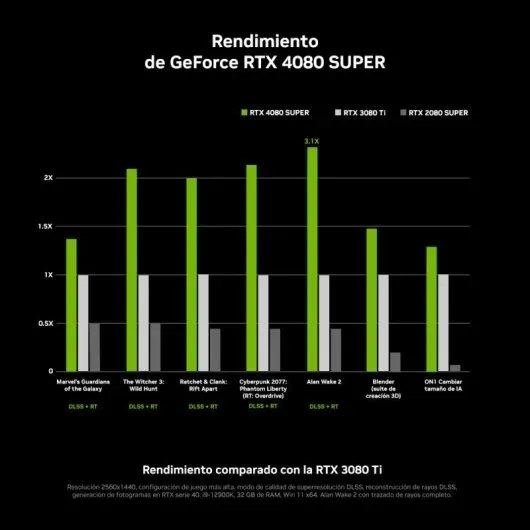 Rendimiento
de GeForce RTX 4080 SUPER
RTX 4080 SUPER
RTX 3080 Ti
RTX 2080 SUPER
3.1X
2X
1.5X
1X
0.5X
0
Marvel's Guardians
of the Galaxy
DLSS + RT
The Witcher 3:
Wild Hunt
DLSS + RT
Ratchet & Clank:
Rift Apart
DLSS + RT
Cyberpunk 2077:
Phantom Liberty
(RT: Overdrive)
DLSS + RT
Alan Wake 2
DLSS + RT
Blender
(suite de
creación 3D)
ON1 Cambiar
tamaño de IA
Rendimiento comparado con la RTX 3080 Ti
Resolución 2560x1440, configuración de juego más alta, modo de calidad de superresolución DLSS, reconstrucción de rayos DLSS,
generación de fotogramas en RTX serie 40. i9-12900K, 32 GB de RAM, Win 11 x64. Alan Wake 2 con trazado de rayos completo.